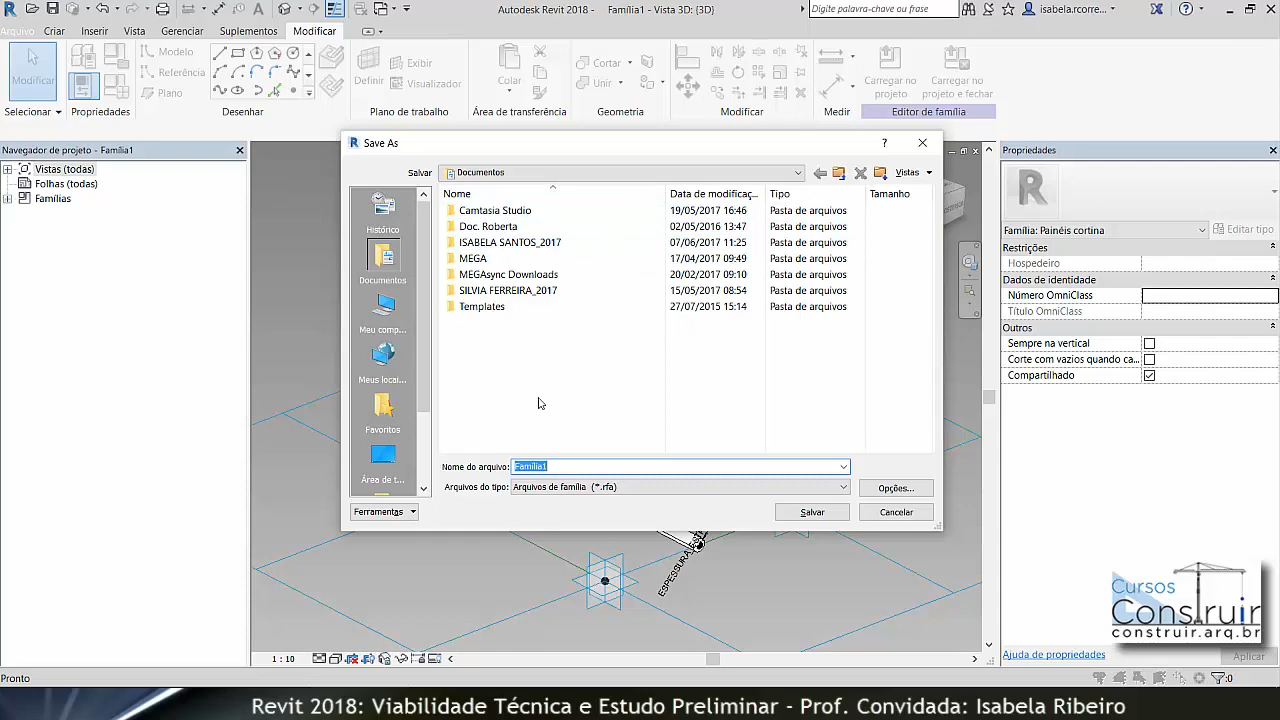 Autodesk Revit 2018 - Família1 - Vista 3D: {3D}
Digite palavra-chave ou frase
isabela.rcorre...
Arquivo
Criar
Inserir
Vista
Gerenciar
Suplementos
Modificar
Modificar
Modelo
Referência
Plano
Definir
Exibir
Visualizador
Colar
Cortar
Unir
Carregar no projeto
Carregar no projeto e fechar
Selecionar
Propriedades
Desenhar
Plano de trabalho
Área de transferência
Geometria
Modificar
Medir
Editor de família
Navegador de projeto - Família1
Vistas (todas)
Folhas (todas)
Famílias
Save As
Salvar
Documentos
Vistas
Nome
Data de modificaç...
Tipo
Tamanho
Camtasia Studio 19/05/2017 16:46 Pasta de arquivos
Doc. Roberta 02/05/2016 13:47 Pasta de arquivos
ISABELA SANTOS_2017 07/06/2017 11:25 Pasta de arquivos
MEGA 17/04/2017 09:49 Pasta de arquivos
MEGAsync Downloads 20/02/2017 09:10 Pasta de arquivos
SILVIA FERREIRA_2017 15/05/2017 08:54 Pasta de arquivos
Templates 27/07/2015 15:14 Pasta de arquivos
Histórico
Documentos
Meu comp...
Meus locai...
Favoritos
Área de t...
Nome do arquivo: Família1
Arquivos do tipo: Arquivos de família (*.rfa)
Opções...
Ferramentas
Salvar
Cancelar
Propriedades
Família: Painéis cortina
Editar tipo
Restrições
Hospedeiro
Dados de identidade
Número OmniClass
Título OmniClass
Outros
Sempre na vertical
Corte com vazios quando ca...
Compartilhado
Ajuda de propriedades
Aplicar
1 : 10
Pronto
:0
Cursos
Construir
construir.arq.br
Revit 2018: Viabilidade Técnica e Estudo Preliminar - Prof. Convidada: Isabela Ribeiro